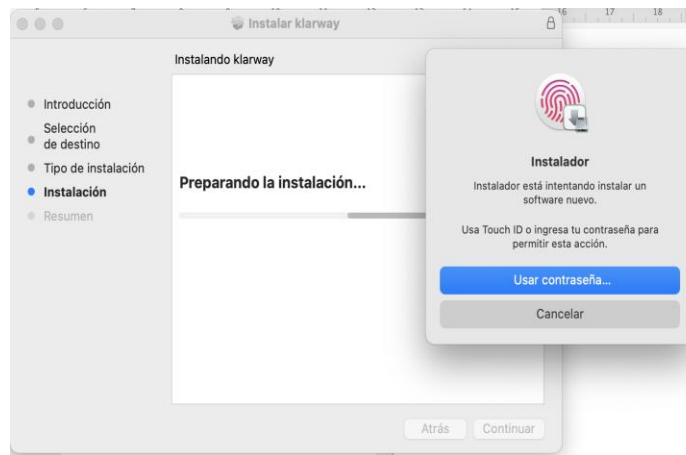 16 17 18
Instalar klarway
Instalando klarway
Introducción
Selección
de destino
Tipo de instalación
Instalación
Resumen
Preparando la instalación...
Atrás Continuar
Instalador
Instalador está intentando instalar un
software nuevo.
Usa Touch ID o ingresa tu contraseña para
permitir esta acción.
Usar contraseña...
Cancelar